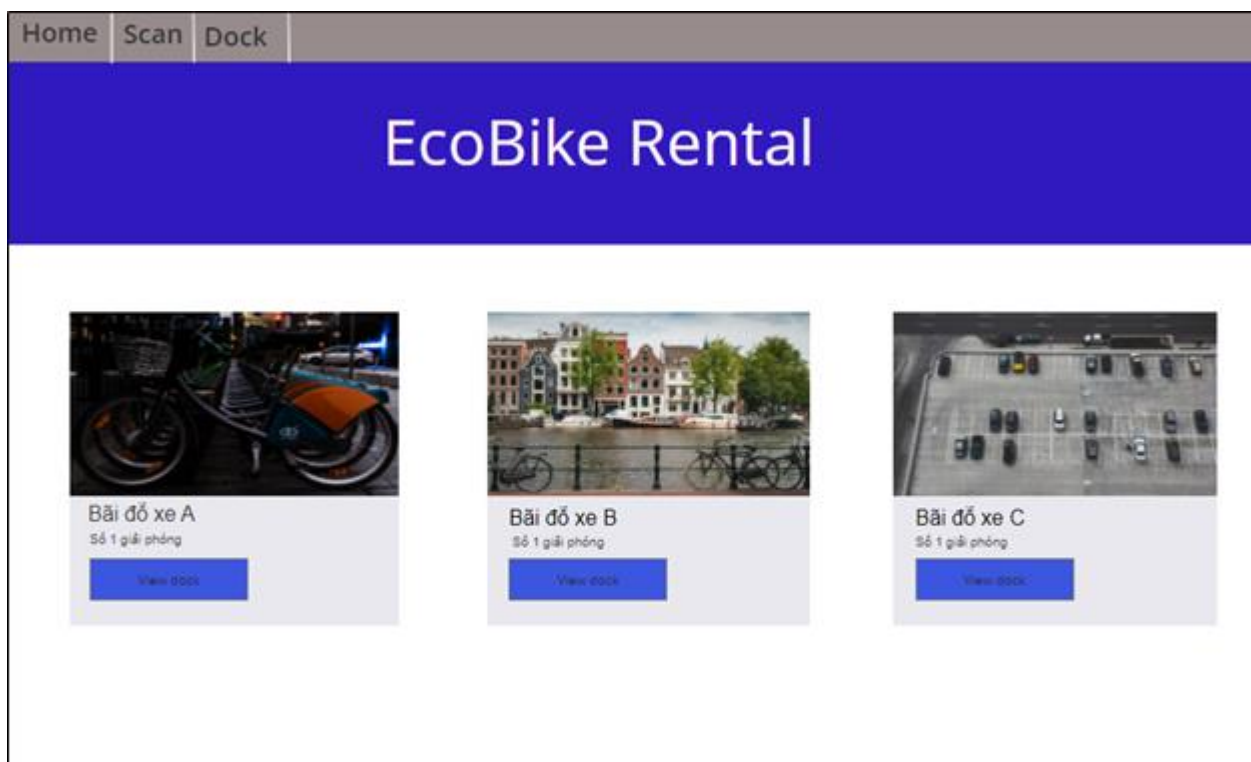 Home Scan Dock
EcoBike Rental
Bãi đỗ xe A
Số 1 giải phóng
View dock
Bãi đỗ xe B
Số 1 giải phóng
View dock
Bãi đỗ xe C
Số 1 giải phóng
View dock